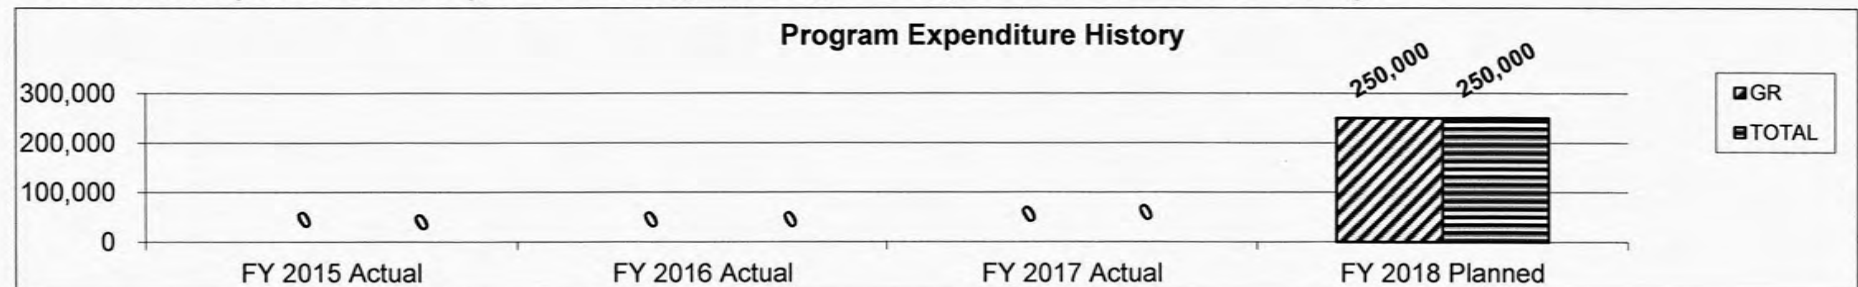 Program Expenditure History
250,000 250,000
300,000
200,000
100,000
0
0 0 0 0 0 0
FY 2015 Actual FY 2016 Actual FY 2017 Actual FY 2018 Planned
GR
TOTAL